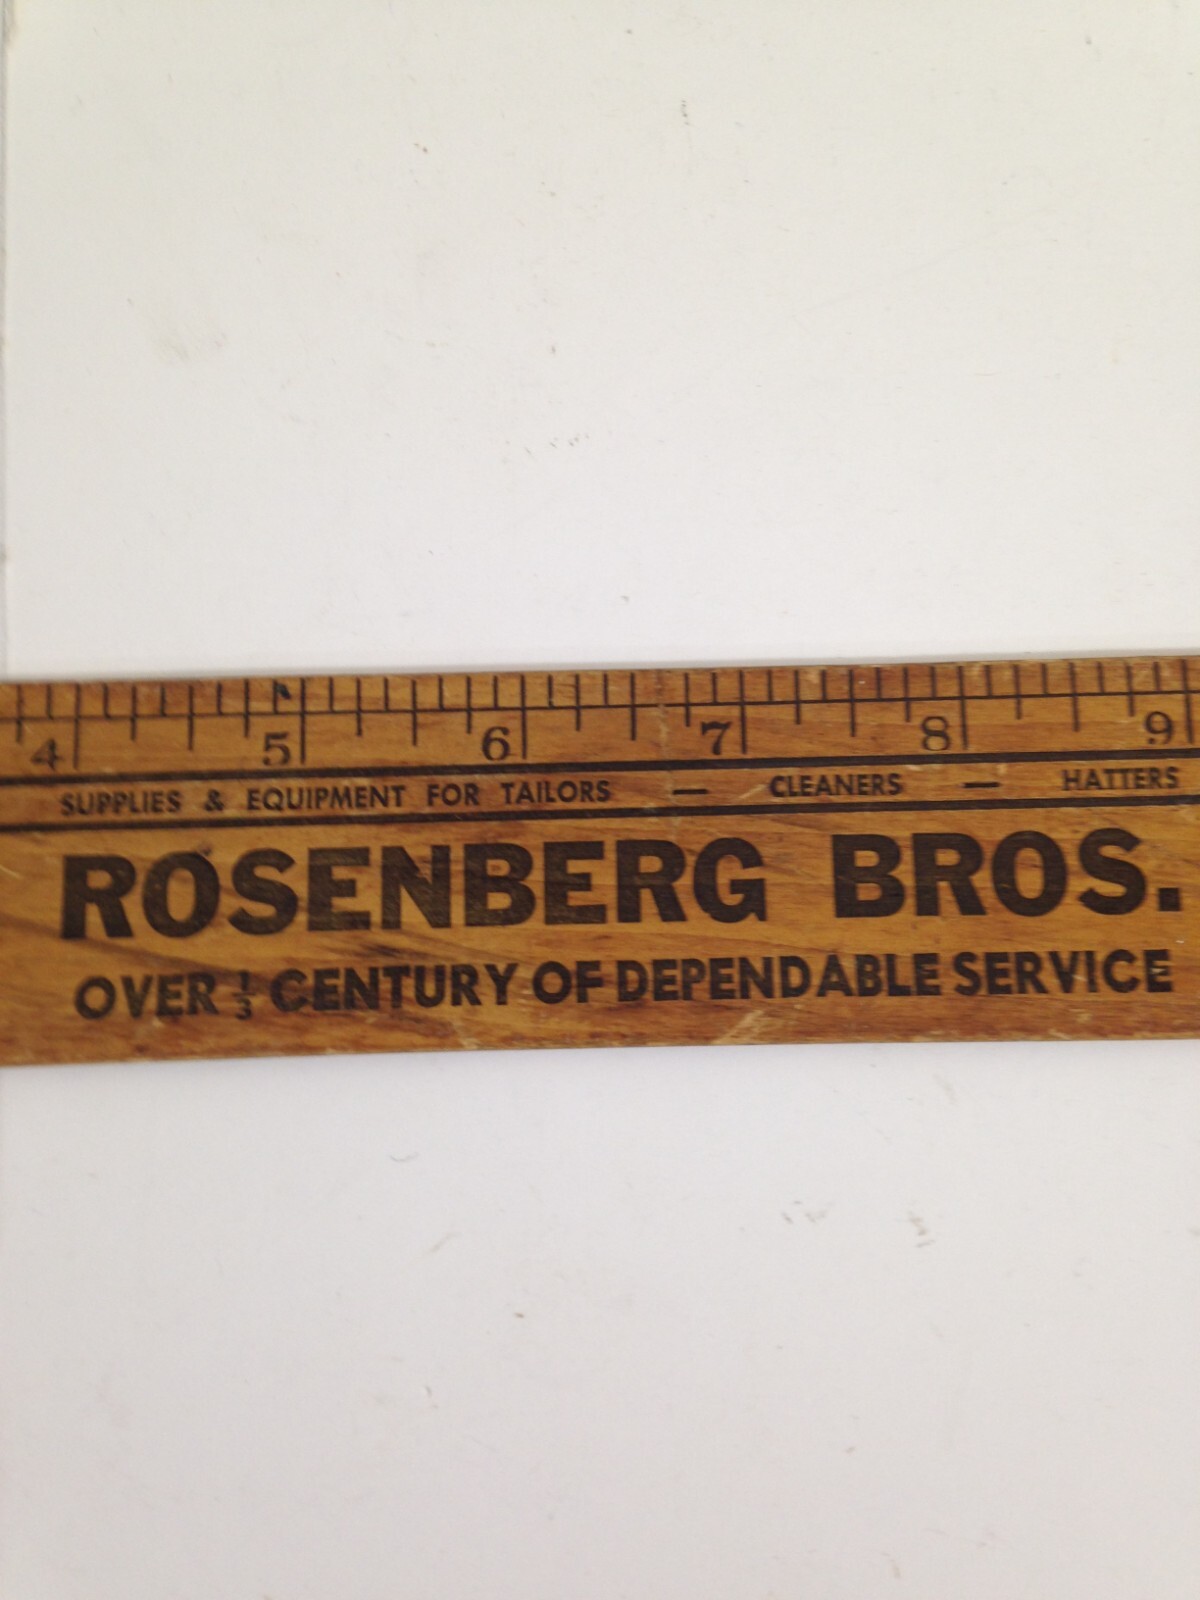 4 5 6 7 8 9
SUPPLIES & EQUIPMENT FOR TAILORS — CLEANERS — HATTERS
ROSENBERG BROS.
OVER ⅓ CENTURY OF DEPENDABLE SERVICE